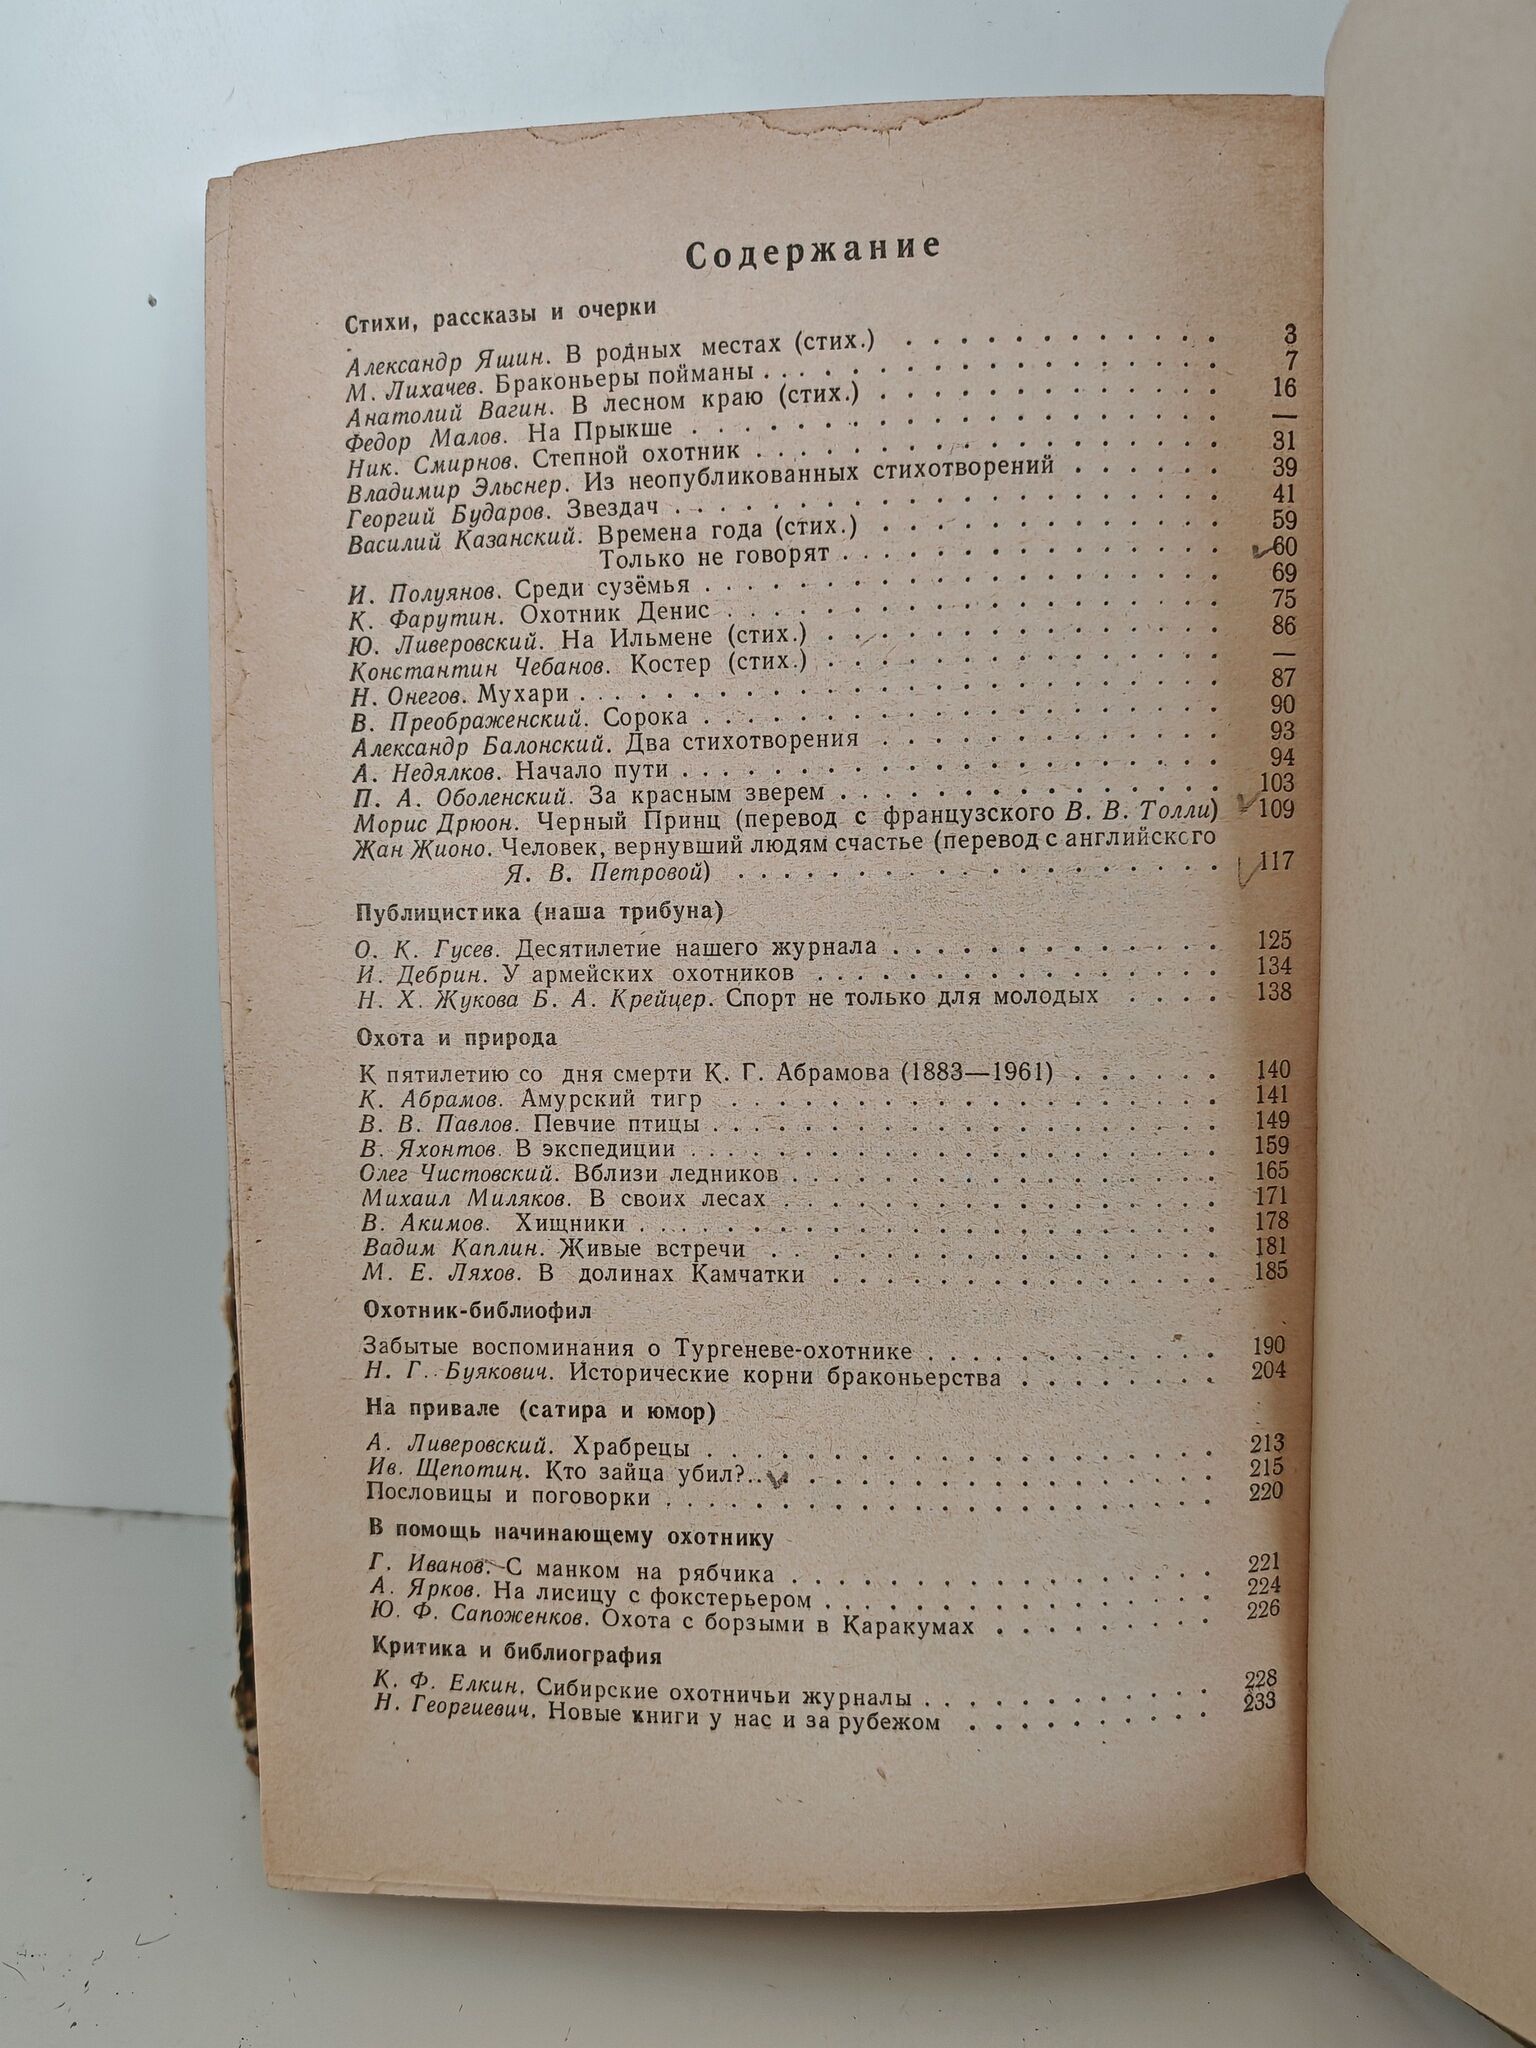 Содержание
Стихи, рассказы и очерки
Александр Яшин. В родных местах (стих.) . . . . . . . . . . . 3
М. Лихачев. Браконьеры пойманы . . . . . . . . . . . . . . . 7
Анатолий Вагин. В лесном краю (стих.) . . . . . . . . . . . . 16
Федор Малов. На Прыкше . . . . . . . . . . . . . . . . . . —
Ник. Смирнов. Степной охотник . . . . . . . . . . . . . . . . 31
Владимир Эльснер. Из неопубликованных стихотворений . . . . . . 39
Георгий Бударов. Звездач . . . . . . . . . . . . . . . . . . . 41
Василий Казанский. Времена года (стих.) . . . . . . . . . . . . 59
Только не говорят . . . . . . . . . . . . . 60
И. Полуянов. Среди сузёмья . . . . . . . . . . . . . . . . . . 69
К. Фарутин. Охотник Денис . . . . . . . . . . . . . . . . . . 75
Ю. Ливеровский. На Ильмене (стих.) . . . . . . . . . . . . . . 86
Константин Чебанов. Костер (стих.) . . . . . . . . . . . . . . —
Н. Онегов. Мухари . . . . . . . . . . . . . . . . . . . . . . 87
В. Преображенский. Сорока . . . . . . . . . . . . . . . . . . 90
Александр Балонский. Два стихотворения . . . . . . . . . . . . 93
А. Недялков. Начало пути . . . . . . . . . . . . . . . . . . . 94
П. А. Оболенский. За красным зверем . . . . . . . . . . . . . 103
Морис Дрюон. Черный Принц (перевод с французского В. В. Толли) 109
Жан Жионо. Человек, вернувший людям счастье (перевод с английского
Я. В. Петровой) . . . . . . . . . . . . . . . . . 117
Публицистика (наша трибуна)
О. К. Гусев. Десятилетие нашего журнала . . . . . . . . . . . . 125
И. Дебрин. У армейских охотников . . . . . . . . . . . . . . . 134
Н. Х. Жукова Б. А. Крейцер. Спорт не только для молодых . . . . 138
Охота и природа
К пятилетию со дня смерти К. Г. Абрамова (1883—1961) . . . . . . 140
К. Абрамов. Амурский тигр . . . . . . . . . . . . . . . . . . 141
В. В. Павлов. Певчие птицы . . . . . . . . . . . . . . . . . . 149
В. Яхонтов. В экспедиции . . . . . . . . . . . . . . . . . . . 159
Олег Чистовский. Вблизи ледников . . . . . . . . . . . . . . . 165
Михаил Миляков. В своих лесах . . . . . . . . . . . . . . . . 171
В. Акимов. Хищники . . . . . . . . . . . . . . . . . . . . . 178
Вадим Каплин. Живые встречи . . . . . . . . . . . . . . . . . 181
М. Е. Ляхов. В долинах Камчатки . . . . . . . . . . . . . . . 185
Охотник-библиофил
Забытые воспоминания о Тургеневе-охотнике . . . . . . . . . . . 190
Н. Г. Буякович. Исторические корни браконьерства . . . . . . . . 204
На привале (сатира и юмор)
А. Ливеровский. Храбрецы . . . . . . . . . . . . . . . . . . . 213
Ив. Щепотин. Кто зайца убил?.. . . . . . . . . . . . . . . . . 215
Пословицы и поговорки . . . . . . . . . . . . . . . . . . . . 220
В помощь начинающему охотнику
Г. Иванов. С манком на рябчика . . . . . . . . . . . . . . . . 221
А. Ярков. На лисицу с фокстерьером . . . . . . . . . . . . . . 224
Ю. Ф. Сапоженков. Охота с борзыми в Каракумах . . . . . . . . . 226
Критика и библиография
К. Ф. Елкин. Сибирские охотничьи журналы . . . . . . . . . . . 228
Н. Георгиевич. Новые книги у нас и за рубежом . . . . . . . . . 233